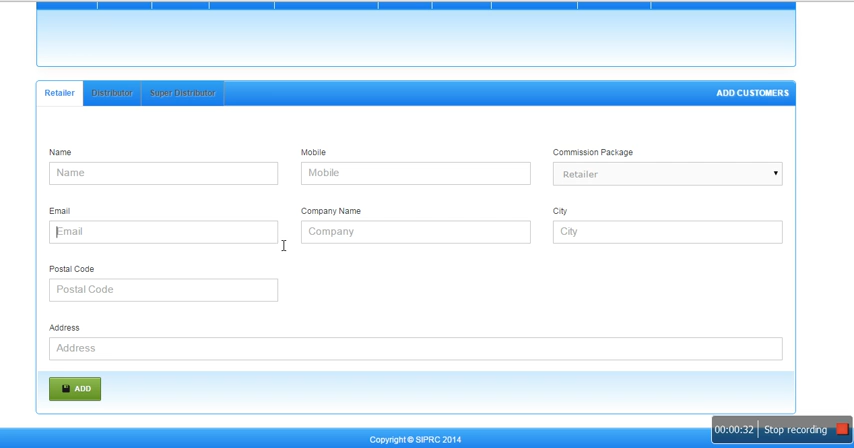 Retailer Distributor Super Distributor ADD CUSTOMERS
Name Mobile Commission Package
Name Mobile Retailer
Email Company Name City
Email Company City
Postal Code
Postal Code
Address
Address
ADD
Copyright © SIPRC 2014
00:00:32 Stop recording